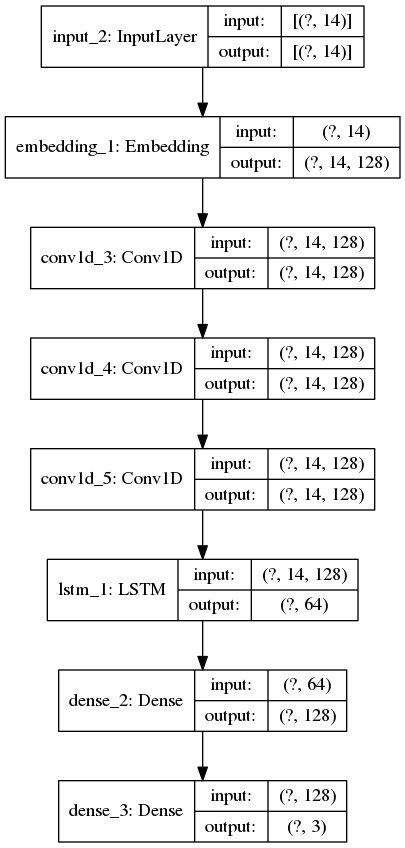 input_2: InputLayer
input:
[(?, 14)]
output:
[(?, 14)]
embedding_1: Embedding
input:
(?, 14)
output:
(?, 14, 128)
conv1d_3: Conv1D
input:
(?, 14, 128)
output:
(?, 14, 128)
conv1d_4: Conv1D
input:
(?, 14, 128)
output:
(?, 14, 128)
conv1d_5: Conv1D
input:
(?, 14, 128)
output:
(?, 14, 128)
lstm_1: LSTM
input:
(?, 14, 128)
output:
(?, 64)
dense_2: Dense
input:
(?, 64)
output:
(?, 128)
dense_3: Dense
input:
(?, 128)
output:
(?, 3)